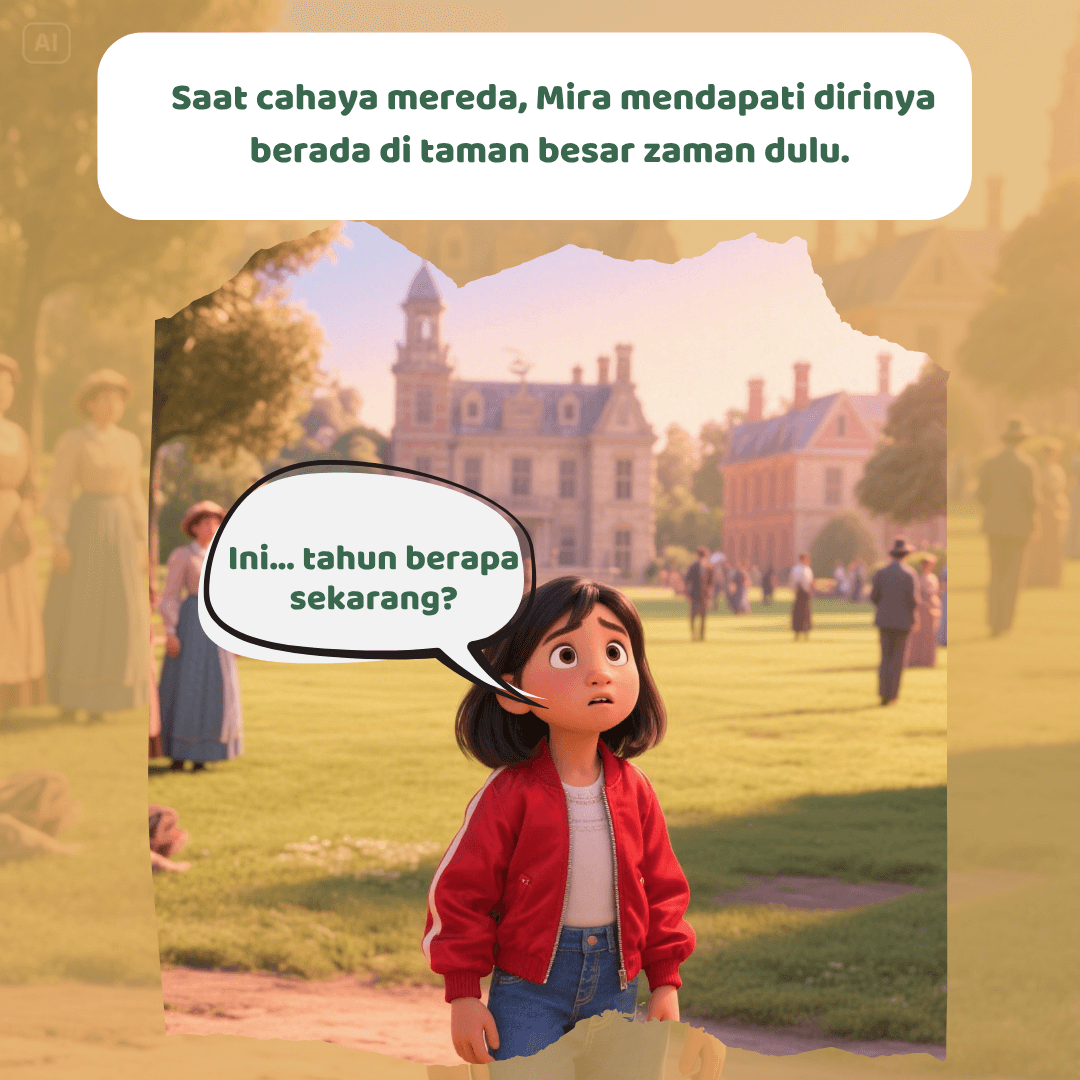 AI
Saat cahaya mereda, Mira mendapati dirinya
berada di taman besar zaman dulu.
Ini... tahun berapa
sekarang?